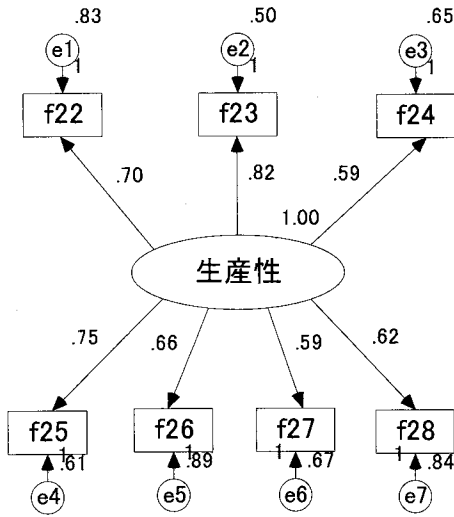 .83 .50 .65
e1 e2 e3
1 1 1
f22 f23 f24
.70 .82 .59
1.00
生産性
.75 .66 .59 .62
f25 f26 f27 f28
1 1 1 1
.61 .89 .67 .84
e4 e5 e6 e7